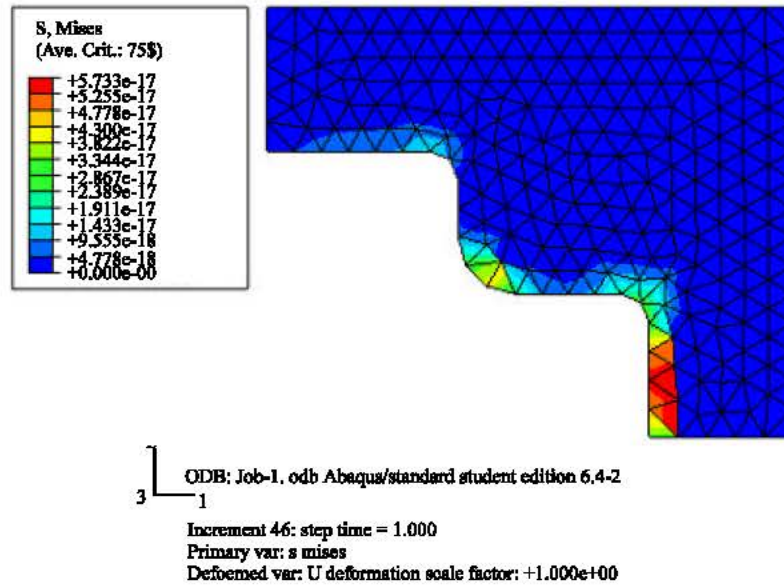 S, Mises
(Ave. Crit.: 75$)
+5.733e-17
+5.255e-17
+4.778e-17
+4.300e-17
+3.822e-17
+3.344e-17
+2.867e-17
+2.389e-17
+1.911e-17
+1.433e-17
+9.555e-18
+4.778e-18
+0.000e-00
3
1
ODB: Job-1. odb Abaqus/standard student edition 6.4-2
Increment 46: step time = 1.000
Primary var: s mises
Defoemed var: U deformation scale factor: +1.000e+00